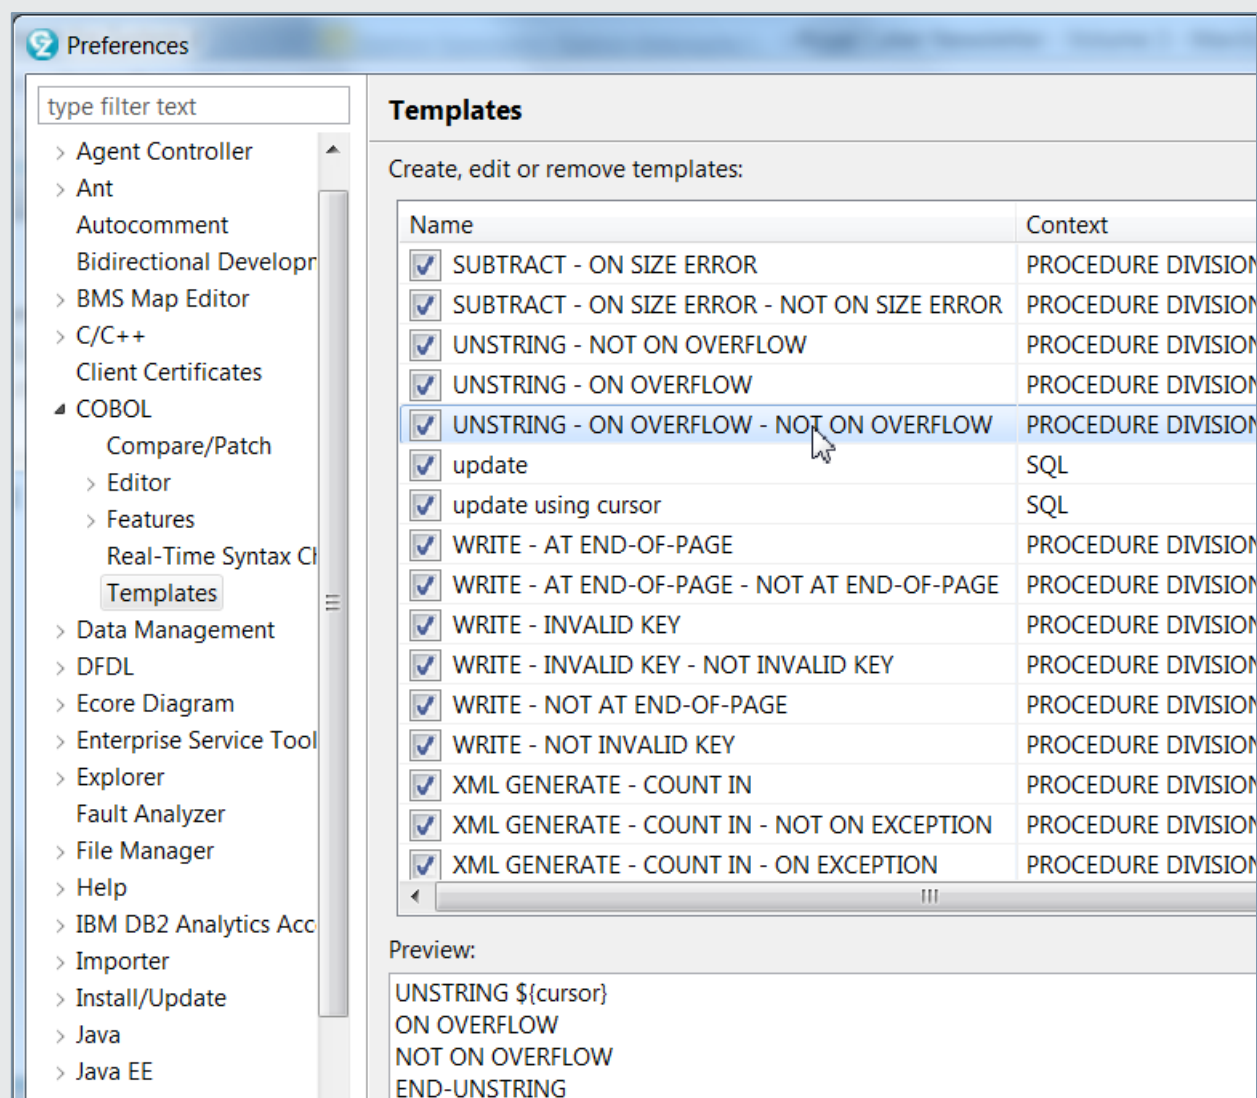 Preferences
type filter text
Agent Controller
Ant
Autocomment
Bidirectional Developr
BMS Map Editor
C/C++
Client Certificates
COBOL
Compare/Patch
Editor
Features
Real-Time Syntax Ch
Templates
Data Management
DFDL
Ecore Diagram
Enterprise Service Tool
Explorer
Fault Analyzer
File Manager
Help
IBM DB2 Analytics Acc
Importer
Install/Update
Java
Java EE
Templates
Create, edit or remove templates:
Name Context
SUBTRACT - ON SIZE ERROR PROCEDURE DIVISION
SUBTRACT - ON SIZE ERROR - NOT ON SIZE ERROR PROCEDURE DIVISION
UNSTRING - NOT ON OVERFLOW PROCEDURE DIVISION
UNSTRING - ON OVERFLOW PROCEDURE DIVISION
UNSTRING - ON OVERFLOW - NOT ON OVERFLOW PROCEDURE DIVISION
update SQL
update using cursor SQL
WRITE - AT END-OF-PAGE PROCEDURE DIVISION
WRITE - AT END-OF-PAGE - NOT AT END-OF-PAGE PROCEDURE DIVISION
WRITE - INVALID KEY PROCEDURE DIVISION
WRITE - INVALID KEY - NOT INVALID KEY PROCEDURE DIVISION
WRITE - NOT AT END-OF-PAGE PROCEDURE DIVISION
WRITE - NOT INVALID KEY PROCEDURE DIVISION
XML GENERATE - COUNT IN PROCEDURE DIVISION
XML GENERATE - COUNT IN - NOT ON EXCEPTION PROCEDURE DIVISION
XML GENERATE - COUNT IN - ON EXCEPTION PROCEDURE DIVISION
Preview:
UNSTRING ${cursor}
ON OVERFLOW
NOT ON OVERFLOW
END-UNSTRING